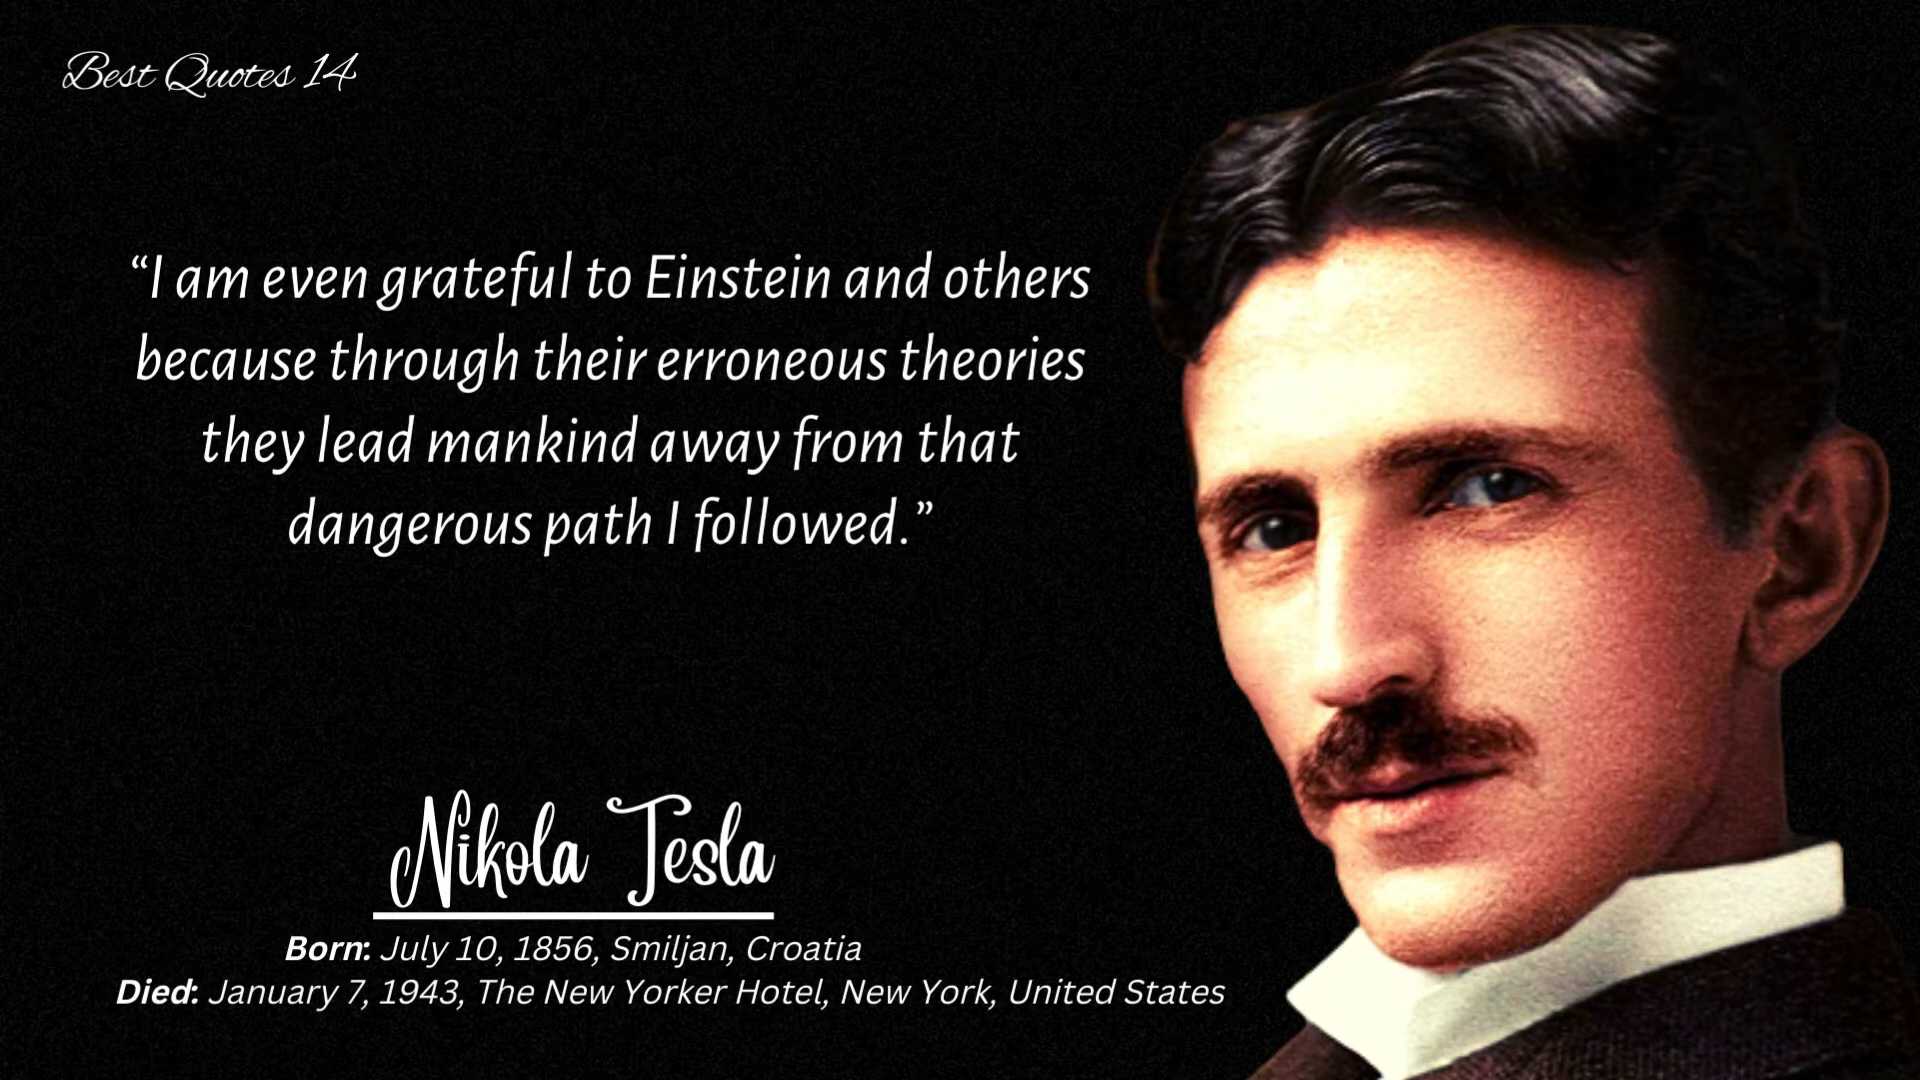 Best Quotes 14
“I am even grateful to Einstein and others
because through their erroneous theories
they lead mankind away from that
dangerous path I followed.”
Nikola Tesla
Born: July 10, 1856, Smiljan, Croatia
Died: January 7, 1943, The New Yorker Hotel, New York, United States